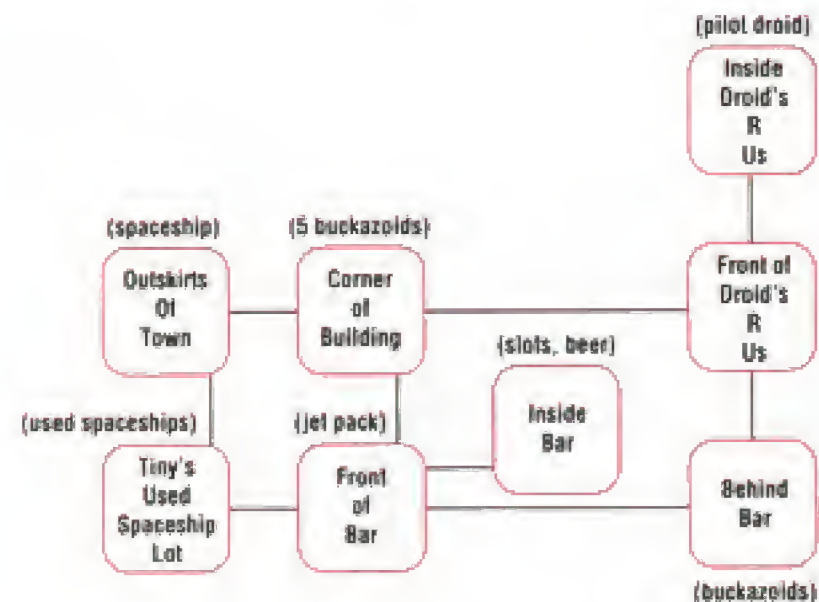 (pilot droid)
Inside
Droid's
R
Us
(spaceship)
(5 buckazoids)
Outskirts
Of
Town
Corner
of
Building
Front of
Droid's
R
Us
(slots, beer)
Inside
Bar
(used spaceships)
(jet pack)
Tiny's
Used
Spaceship
Lot
Front
of
Bar
Behind
Bar
(buckazoids)